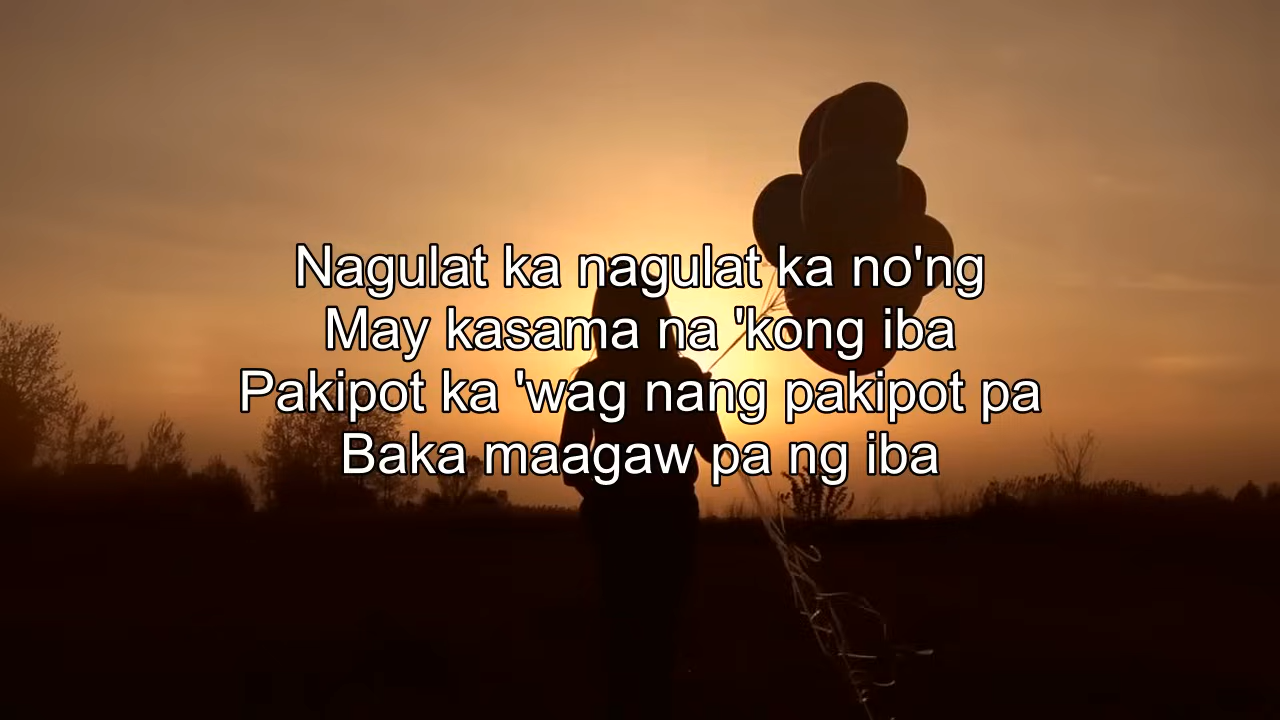 Nagulat ka nagulat ka no'ng
May kasama na 'kong iba
Pakipot ka 'wag nang pakipot pa
Baka maagaw pa ng iba